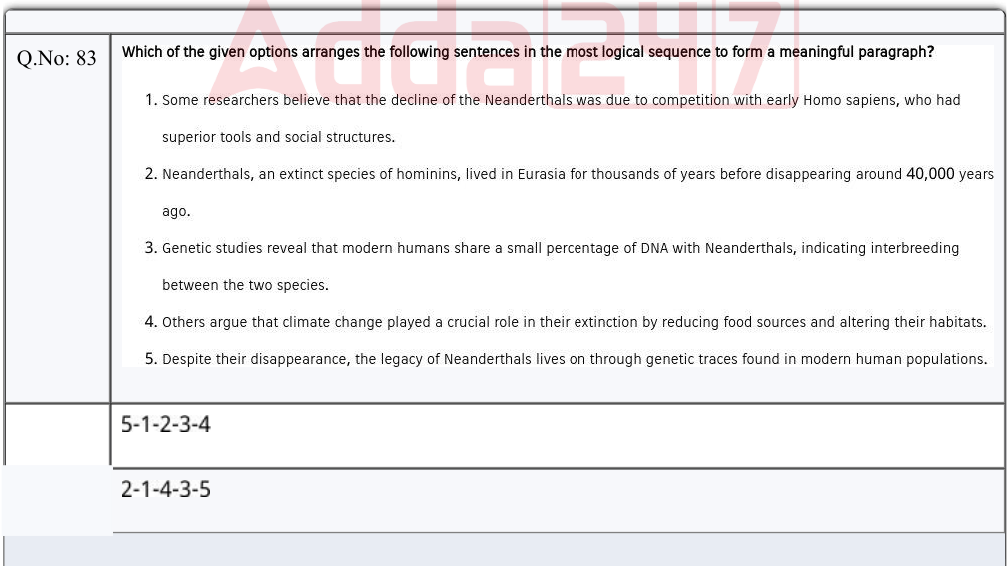 Adda247
Q.No: 83
Which of the given options arranges the following sentences in the most logical sequence to form a meaningful paragraph?
1. Some researchers believe that the decline of the Neanderthals was due to competition with early Homo sapiens, who had
superior tools and social structures.
2. Neanderthals, an extinct species of hominins, lived in Eurasia for thousands of years before disappearing around 40,000 years
ago.
3. Genetic studies reveal that modern humans share a small percentage of DNA with Neanderthals, indicating interbreeding
between the two species.
4. Others argue that climate change played a crucial role in their extinction by reducing food sources and altering their habitats.
5. Despite their disappearance, the legacy of Neanderthals lives on through genetic traces found in modern human populations.
5-1-2-3-4
2-1-4-3-5